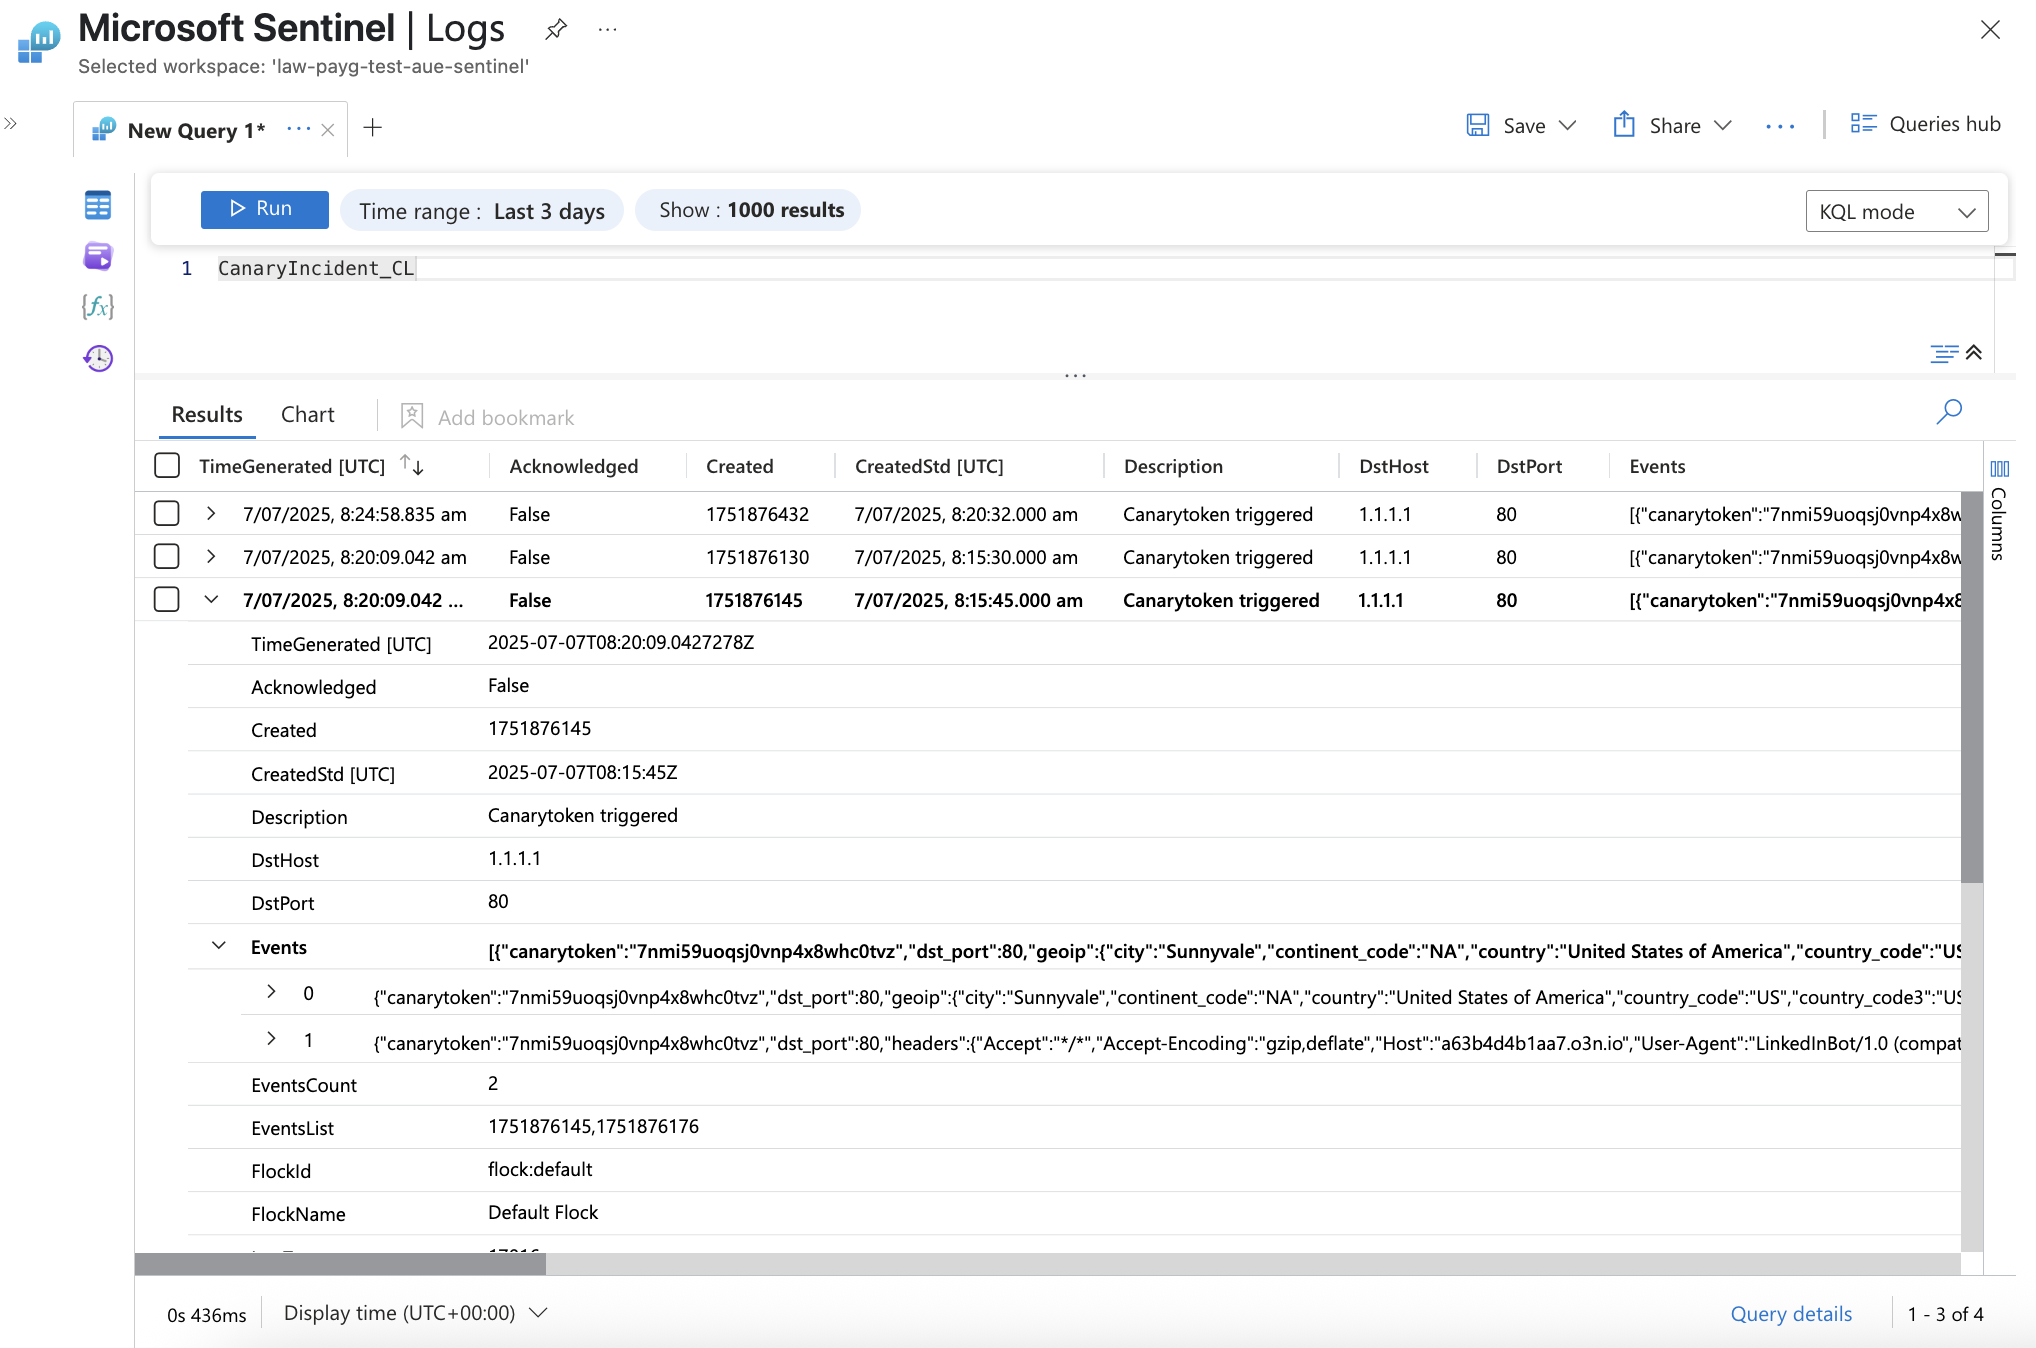 Microsoft Sentinel | Logs
Selected workspace: 'law-payg-test-aue-sentinel'
New Query 1*
Save
Share
Queries hub
Run
Time range : Last 3 days
Show : 1000 results
KQL mode
1 CanaryIncident_CL
Results Chart Add bookmark
TimeGenerated [UTC] Acknowledged Created CreatedStd [UTC] Description DstHost DstPort Events
7/07/2025, 8:24:58.835 am False 1751876432 7/07/2025, 8:20:32.000 am Canarytoken triggered 1.1.1.1 80 [{"canarytoken":"7nmi59uoqsj0vnp4x8w
7/07/2025, 8:20:09.042 am False 1751876130 7/07/2025, 8:15:30.000 am Canarytoken triggered 1.1.1.1 80 [{"canarytoken":"7nmi59uoqsj0vnp4x8w
7/07/2025, 8:20:09.042 ... False 1751876145 7/07/2025, 8:15:45.000 am Canarytoken triggered 1.1.1.1 80 [{"canarytoken":"7nmi59uoqsj0vnp4x8
Columns
TimeGenerated [UTC] 2025-07-07T08:20:09.0427278Z
Acknowledged False
Created 1751876145
CreatedStd [UTC] 2025-07-07T08:15:45Z
Description Canarytoken triggered
DstHost 1.1.1.1
DstPort 80
Events [{"canarytoken":"7nmi59uoqsj0vnp4x8whc0tvz","dst_port":80,"geoip":{"city":"Sunnyvale","continent_code":"NA","country":"United States of America","country_code":"US
0 {"canarytoken":"7nmi59uoqsj0vnp4x8whc0tvz","dst_port":80,"geoip":{"city":"Sunnyvale","continent_code":"NA","country":"United States of America","country_code":"US","country_code3":"US
1 {"canarytoken":"7nmi59uoqsj0vnp4x8whc0tvz","dst_port":80,"headers":{"Accept":"*/*","Accept-Encoding":"gzip,deflate","Host":"a63b4d4b1aa7.o3n.io","User-Agent":"LinkedInBot/1.0 (compat
EventsCount 2
EventsList 1751876145,1751876176
FlockId flock:default
FlockName Default Flock
0s 436ms
Display time (UTC+00:00)
Query details
1 - 3 of 4